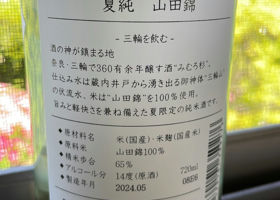 夏純 山田錦
- 三輪を飲む -
酒の神が鎮まる地
奈良・三輪で360有余年醸す酒“みむろ杉”。
仕込み水は蔵内井戸から湧き出る御神体“三輪山”
の伏流水、米は“山田錦”を100%使用。
旨みと軽快さを兼ね備えた夏限定の純米酒です。
◆原材料名 米(国産)・米麹(国産米)
◆原料米 山田錦100%
◆精米歩合 65%
◆アルコール分 14度(原酒) 720ml
◆製造年月 2024.05